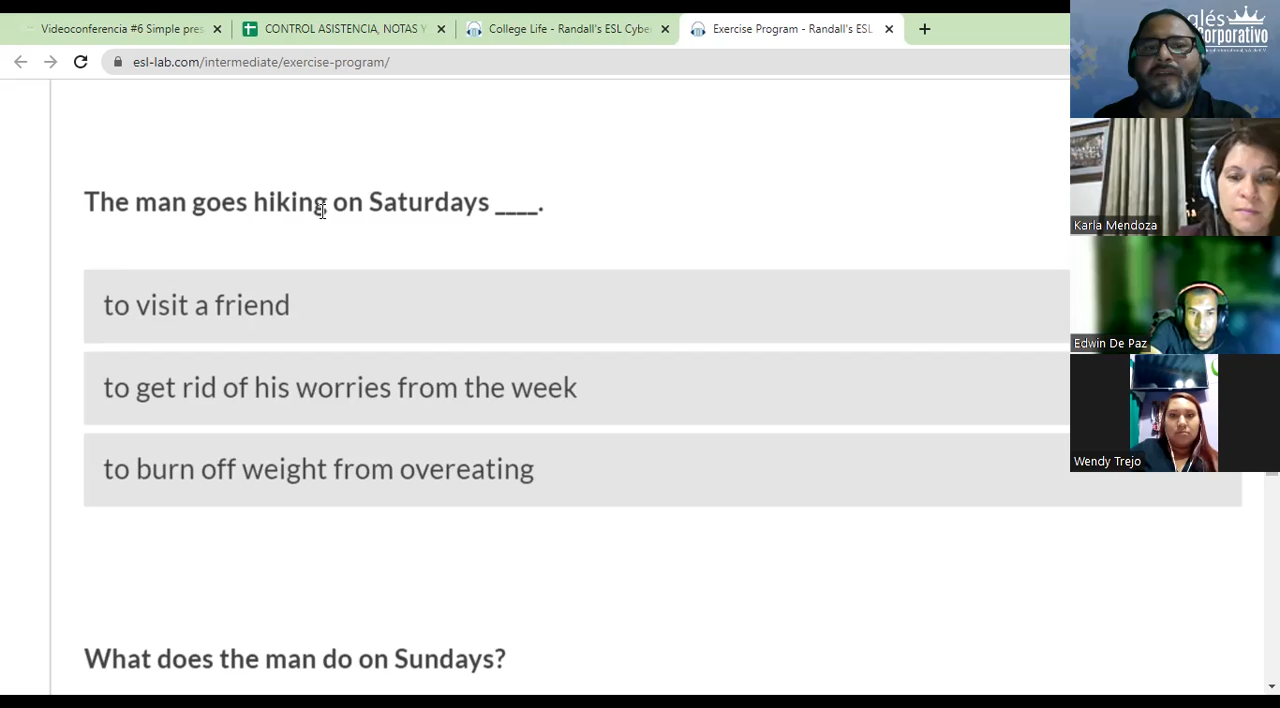 Videoconferencia #6 Simple pres
CONTROL ASISTENCIA, NOTAS Y
College Life - Randall's ESL Cybe
Exercise Program - Randall's ESL
esl-lab.com/intermediate/exercise-program/
glés
orporativo
The man goes hiking on Saturdays ____.
to visit a friend
to get rid of his worries from the week
to burn off weight from overeating
What does the man do on Sundays?
Karla Mendoza
Edwin De Paz
Wendy Trejo